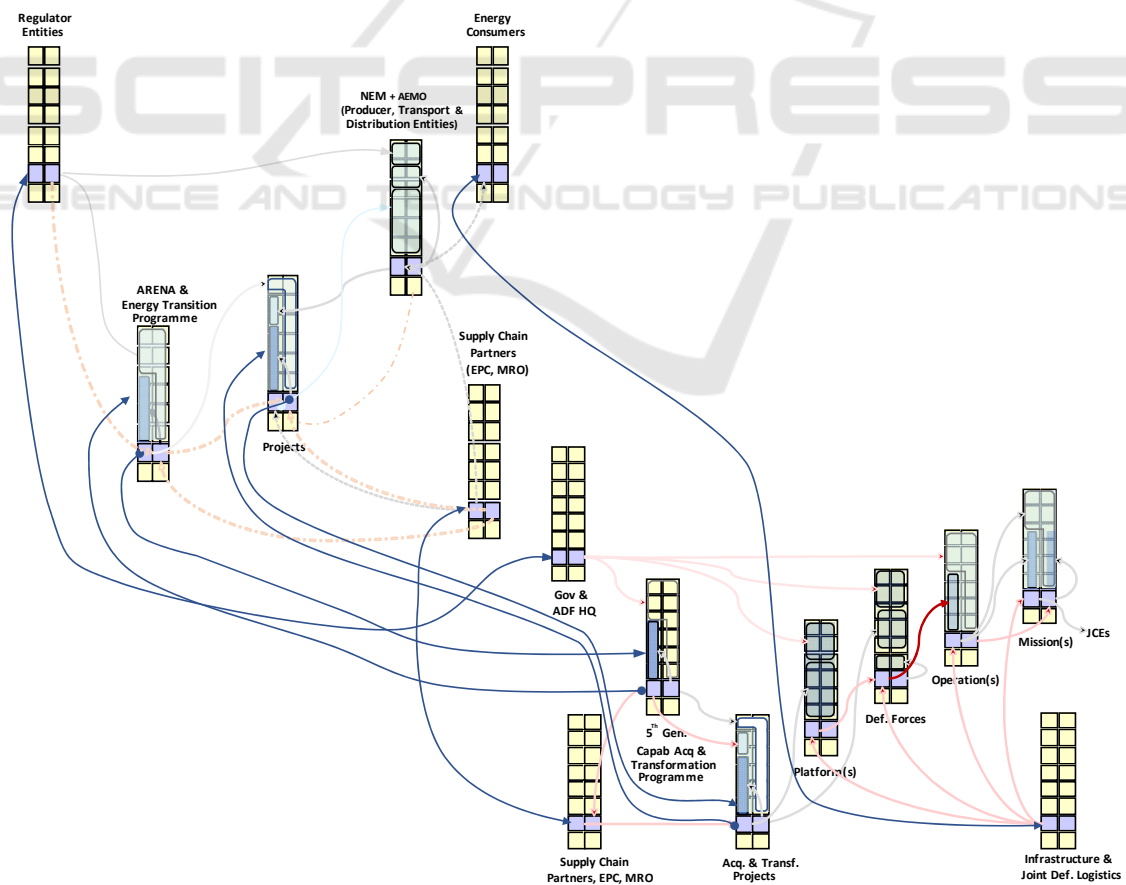 Regulator
Entities
Energy
Consumers
SCITEPRESS
SCIENCE AND TECHNOLOGY PUBLICATIONS
NEM + AEMO
(Producer, Transport &
Distribution Entities)
ARENA &
Energy Transition
Programme
Projects
Supply Chain
Partners
(EPC, MRO)
Gov &
ADF HQ
JCEs
Mission(s)
Operation(s)
Def. Forces
Platform(s)
5Th Gen.
Capab Acq &
Transformation
Programme
Supply Chain
Partners, EPC, MRO
Acq. & Transf.
Projects
Infrastructure &
Joint Def. Logistics